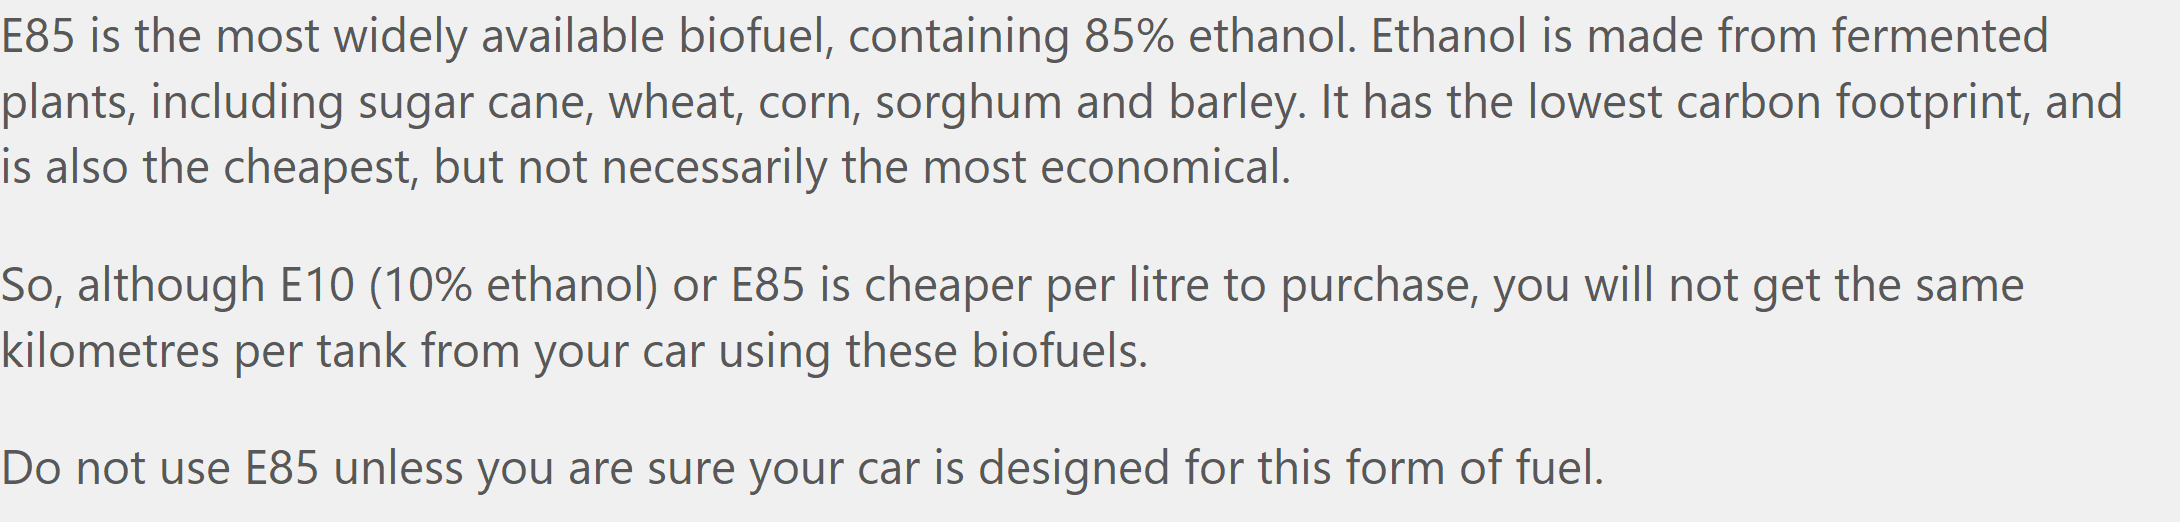 E85 is the most widely available biofuel, containing 85% ethanol. Ethanol is made from fermented
plants, including sugar cane, wheat, corn, sorghum and barley. It has the lowest carbon footprint, and
is also the cheapest, but not necessarily the most economical.
So, although E10 (10% ethanol) or E85 is cheaper per litre to purchase, you will not get the same
kilometres per tank from your car using these biofuels.
Do not use E85 unless you are sure your car is designed for this form of fuel.